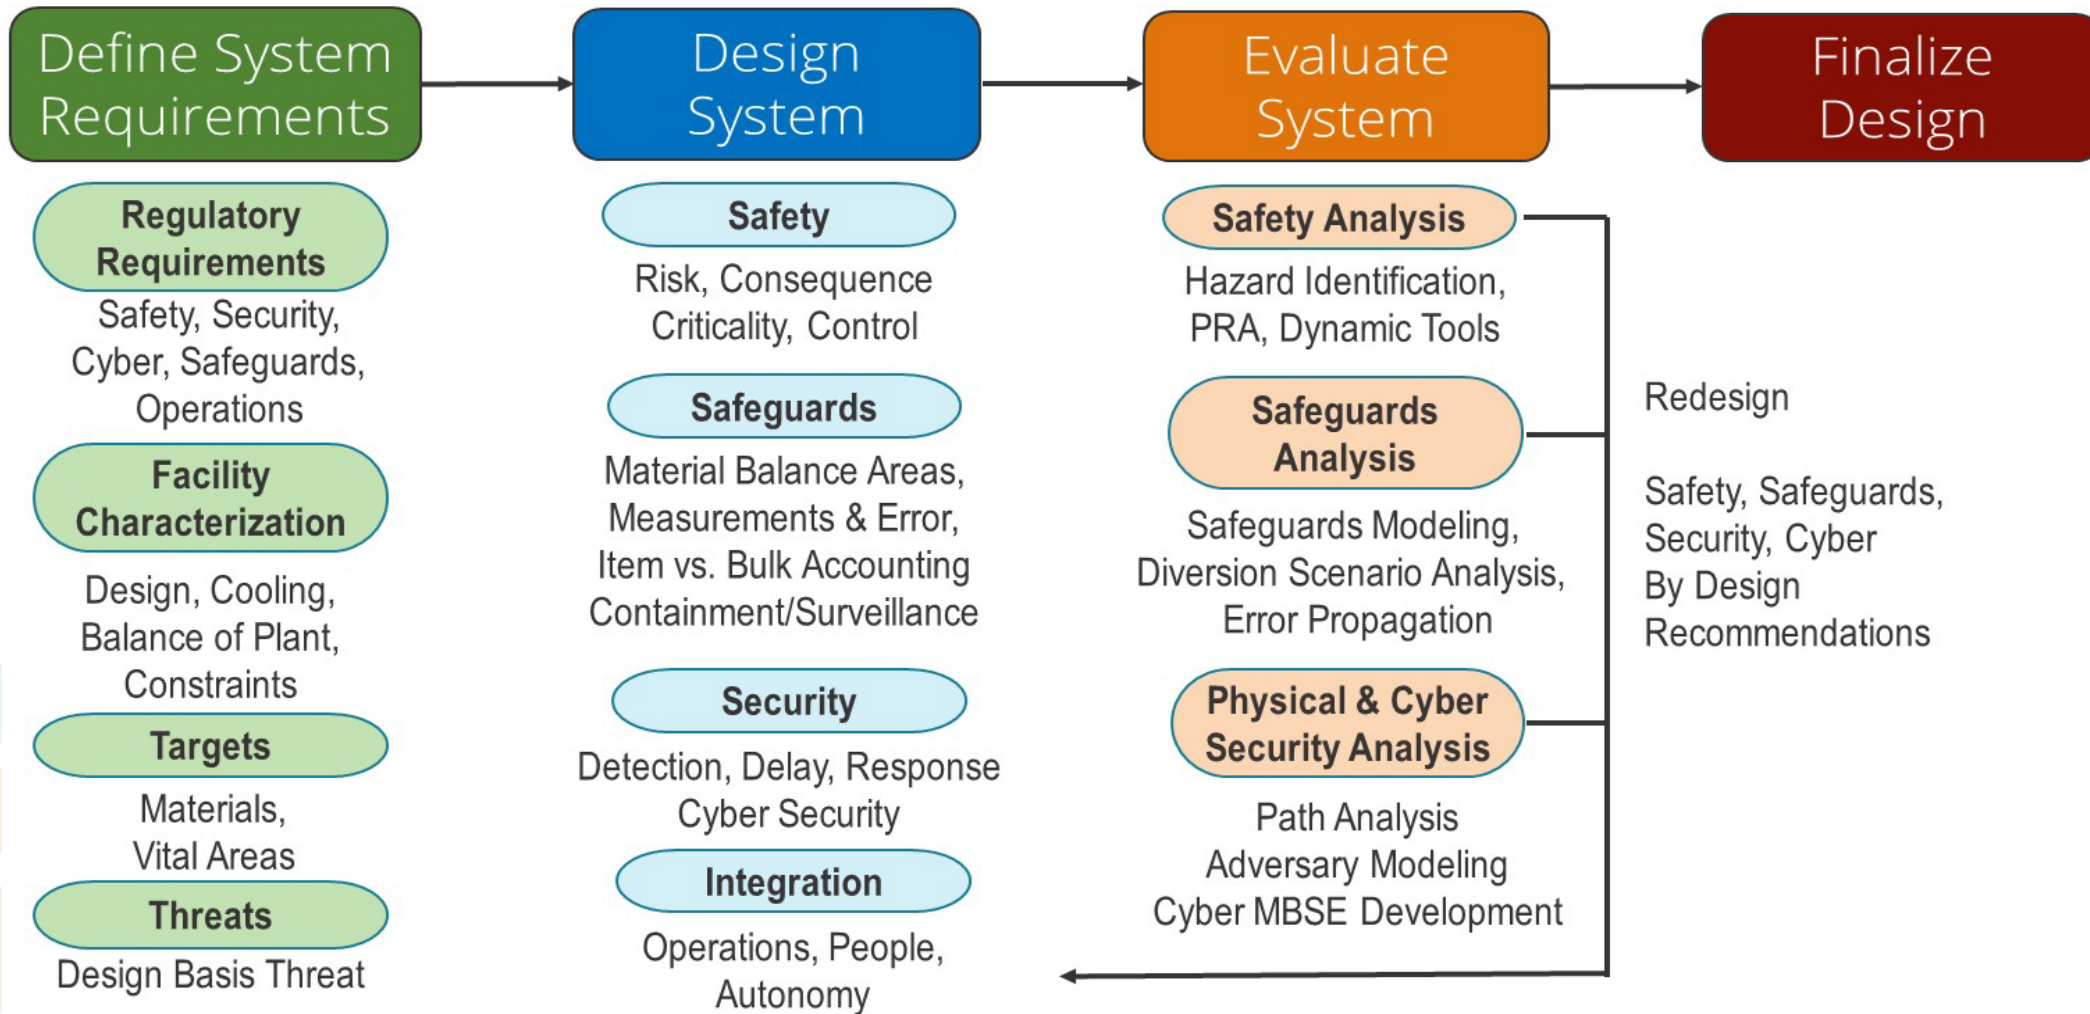 Define System
Requirements
Design
System
Evaluate
System
Finalize
Design
Regulatory
Requirements
Safety, Security,
Cyber, Safeguards,
Operations
Facility
Characterization
Design, Cooling,
Balance of Plant,
Constraints
Targets
Materials,
Vital Areas
Threats
Design Basis Threat
Safety
Risk, Consequence
Criticality, Control
Safeguards
Material Balance Areas,
Measurements & Error,
Item vs. Bulk Accounting
Containment/Surveillance
Security
Detection, Delay, Response
Cyber Security
Integration
Operations, People,
Autonomy
Safety Analysis
Hazard Identification,
PRA, Dynamic Tools
Safeguards
Analysis
Safeguards Modeling,
Diversion Scenario Analysis,
Error Propagation
Physical & Cyber
Security Analysis
Path Analysis
Adversary Modeling
Cyber MBSE Development
Redesign
Safety, Safeguards,
Security, Cyber
By Design
Recommendations